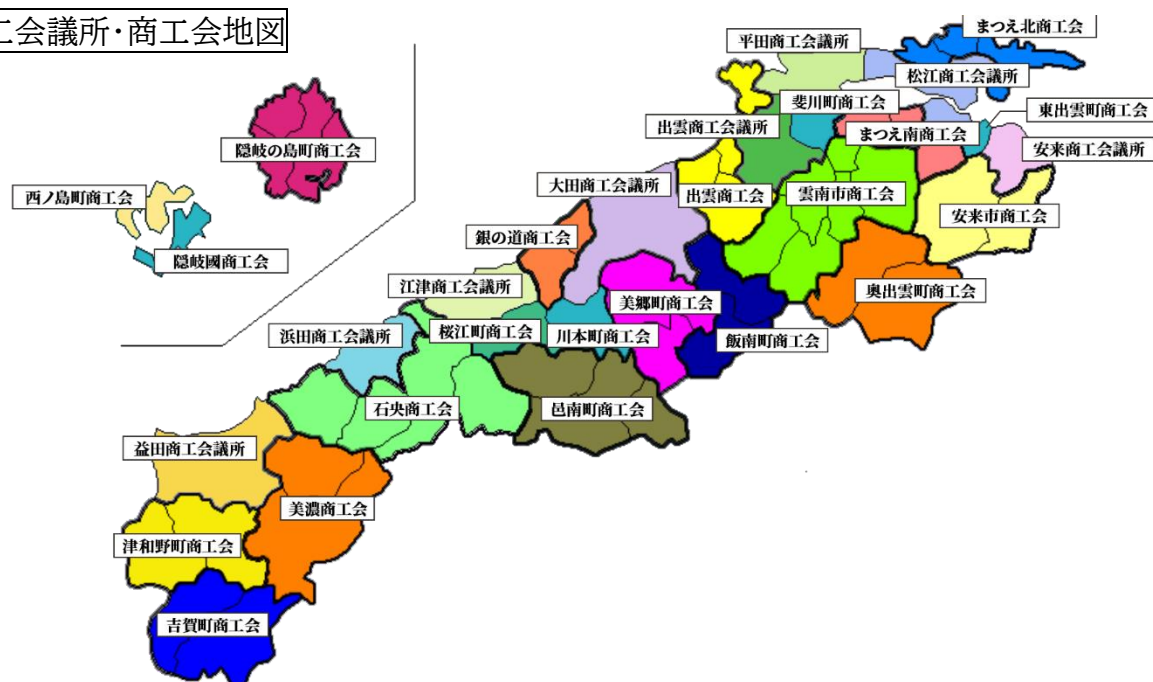 工会議所・商工会地図
まつえ北商工会
平田商工会議所
松江商工会議所
斐川町商工会
東出雲町商工会
出雲商工会議所
まつえ南商工会
安来商工会議所
隠岐の島町商工会
大田商工会議所
出雲商工会
雲南市商工会
西ノ島町商工会
安来市商工会
銀の道商工会
隠岐國商工会
江津商工会議所
美郷町商工会
奥出雲町商工会
浜田商工会議所
桜江町商工会
川本町商工会
飯南町商工会
石央商工会
邑南町商工会
益田商工会議所
美濃商工会
津和野町商工会
吉賀町商工会